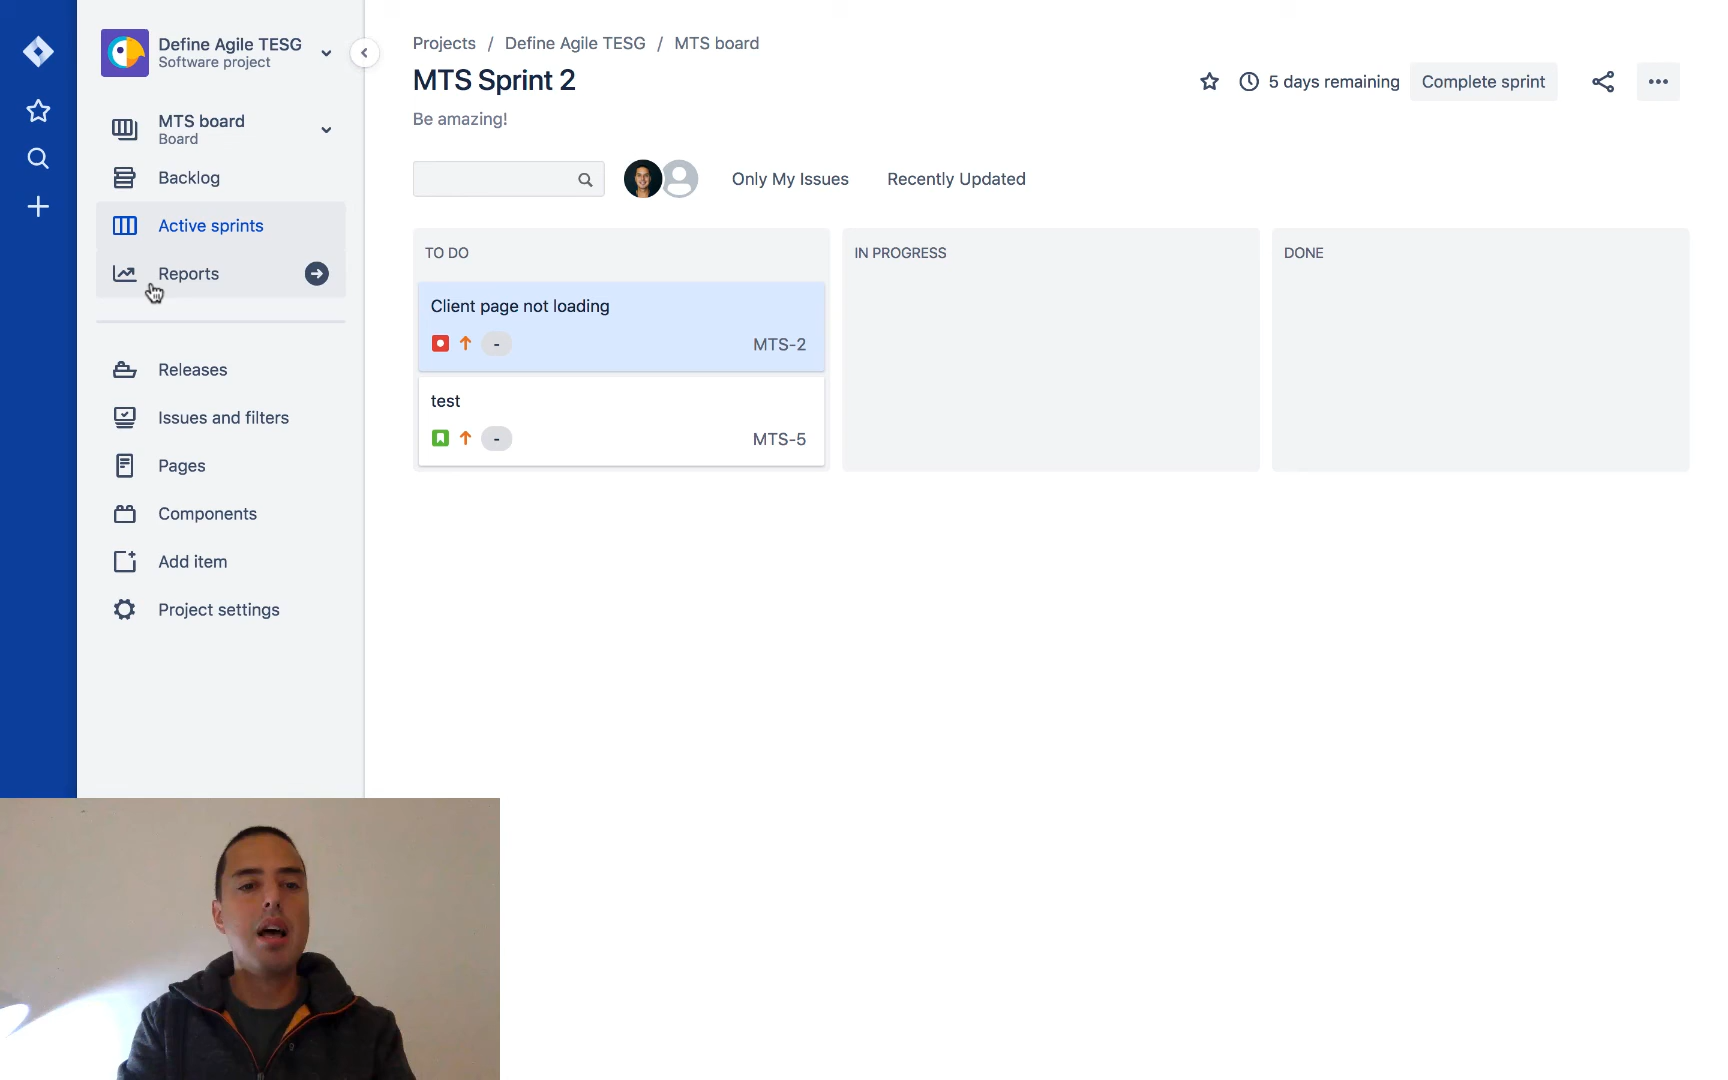 Define Agile TESG
Software project
MTS board
Board
Backlog
Active sprints
Reports
Releases
Issues and filters
Pages
Components
Add item
Project settings
Projects / Define Agile TESG / MTS board
MTS Sprint 2
5 days remaining
Complete sprint
Be amazing!
Only My Issues
Recently Updated
TO DO
Client page not loading
-
MTS-2
test
-
MTS-5
IN PROGRESS
DONE